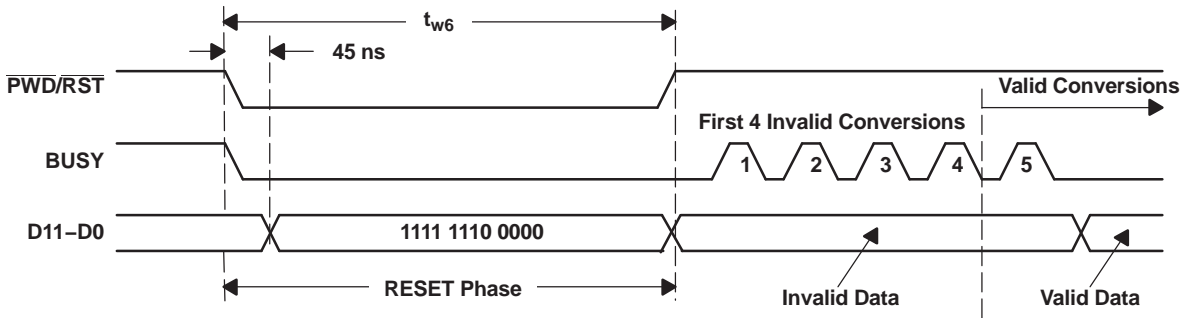 tw6
45 ns
PWD/RST
Valid Conversions
First 4 Invalid Conversions
BUSY
1 2 3 4 5
D11–D0
1111 1110 0000
RESET Phase
Invalid Data
Valid Data